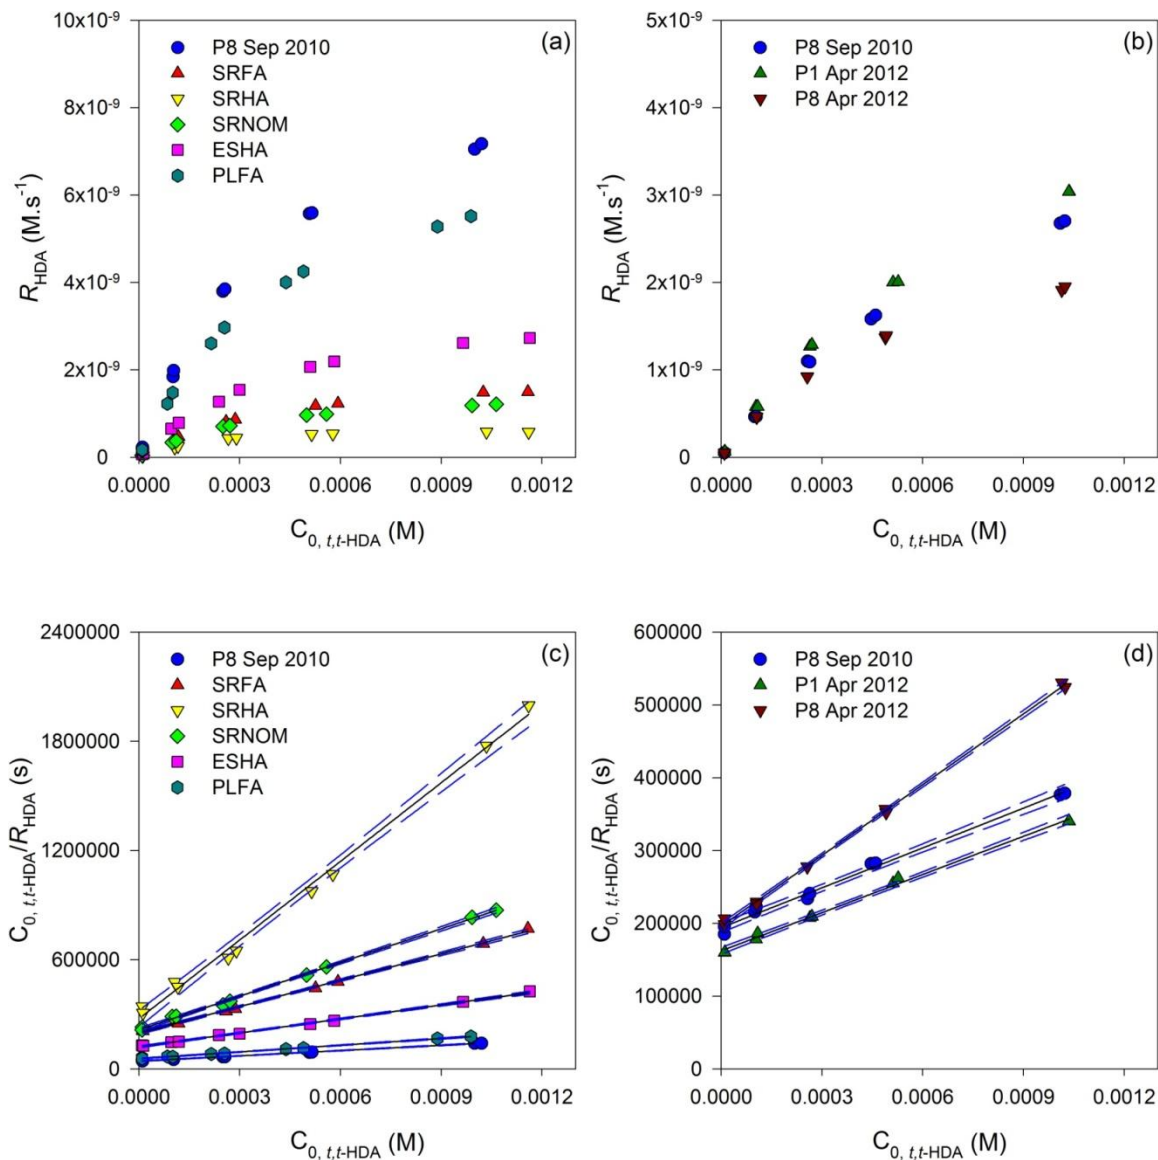 (a)
10x10⁻⁹
8x10⁻⁹
6x10⁻⁹
4x10⁻⁹
2x10⁻⁹
0
R_HDA (M.s⁻¹)
P8 Sep 2010
SRFA
SRHA
SRNOM
ESHA
PLFA
0.0000 0.0003 0.0006 0.0009 0.0012
C₀, t,t-HDA (M)
(b)
5x10⁻⁹
4x10⁻⁹
3x10⁻⁹
2x10⁻⁹
1x10⁻⁹
0
R_HDA (M.s⁻¹)
P8 Sep 2010
P1 Apr 2012
P8 Apr 2012
0.0000 0.0003 0.0006 0.0009 0.0012
C₀, t,t-HDA (M)
(c)
2400000
1800000
1200000
600000
0
C₀, t,t-HDA/R_HDA (s)
P8 Sep 2010
SRFA
SRHA
SRNOM
ESHA
PLFA
0.0000 0.0003 0.0006 0.0009 0.0012
C₀, t,t-HDA (M)
(d)
600000
500000
400000
300000
200000
100000
0
C₀, t,t-HDA/R_HDA (s)
P8 Sep 2010
P1 Apr 2012
P8 Apr 2012
0.0000 0.0003 0.0006 0.0009 0.0012
C₀, t,t-HDA (M)